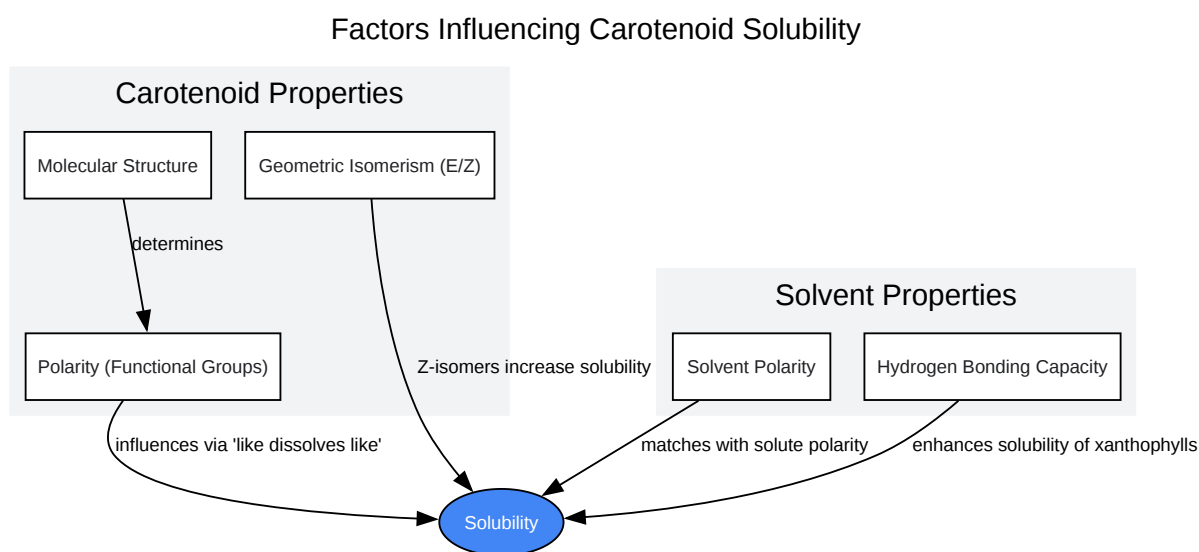 Factors Influencing Carotenoid Solubility
Carotenoid Properties
Molecular Structure
Geometric Isomerism (E/Z)
determines
Solvent Properties
Polarity (Functional Groups)
Z-isomers increase solubility
Solvent Polarity
Hydrogen Bonding Capacity
influences via 'like dissolves like'
matches with solute polarity
enhances solubility of xanthophylls
Solubility